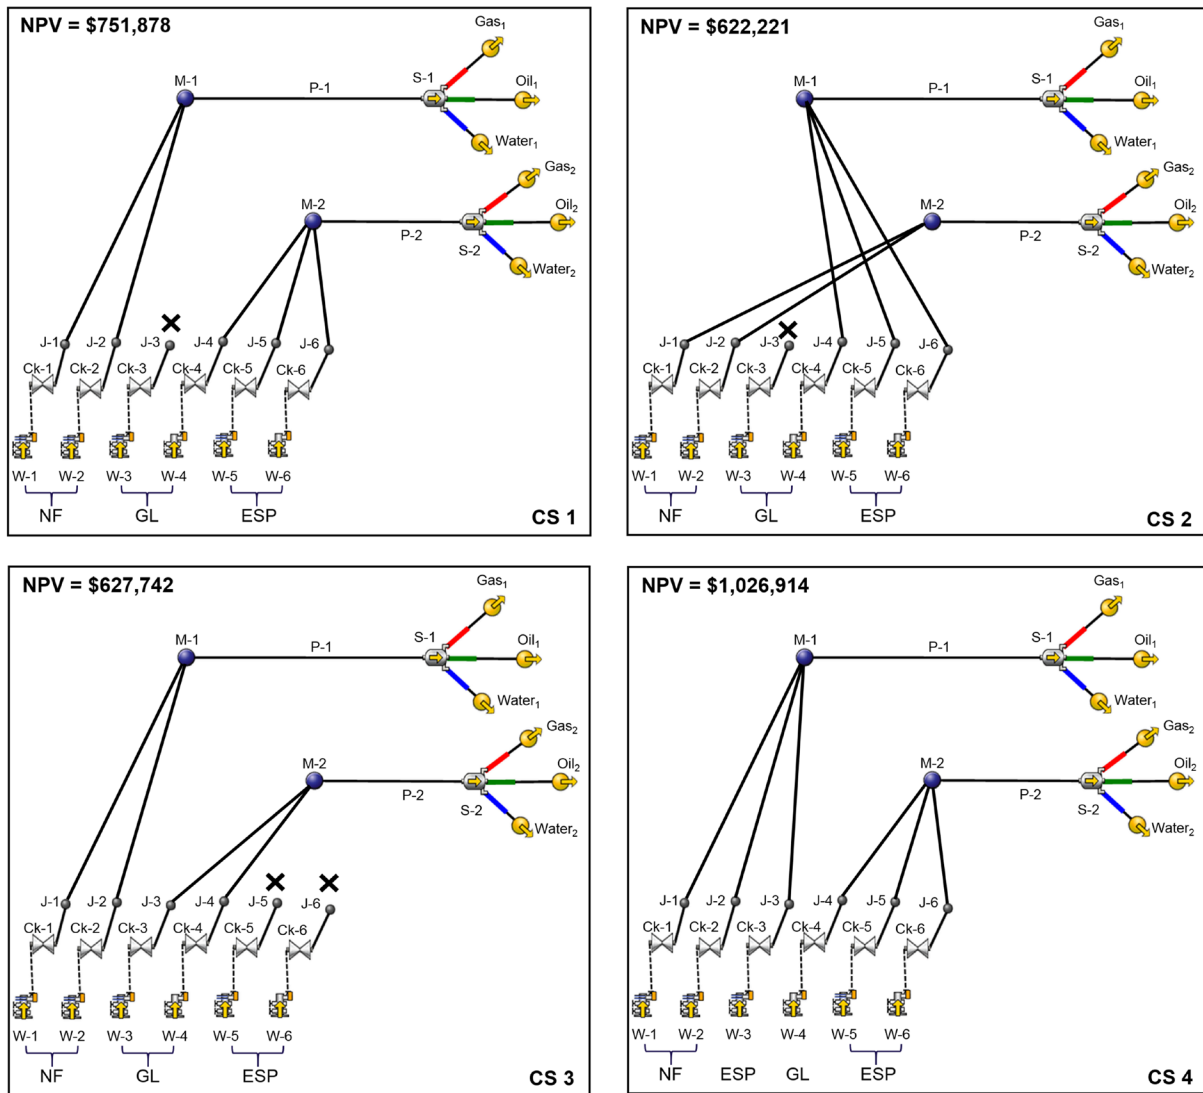 NPV = $751,878
Gas₁
M-1
P-1
S-1
Oil₁
Water₁
Gas₂
M-2
P-2
S-2
Oil₂
Water₂
J-1 J-2 J-3 J-4 J-5 J-6
Ck-1 Ck-2 Ck-3 Ck-4 Ck-5 Ck-6
W-1 W-2 W-3 W-4 W-5 W-6
NF GL ESP
CS 1
NPV = $622,221
Gas₁
M-1
P-1
S-1
Oil₁
Water₁
Gas₂
M-2
P-2
S-2
Oil₂
Water₂
J-1 J-2 J-3 J-4 J-5 J-6
Ck-1 Ck-2 Ck-3 Ck-4 Ck-5 Ck-6
W-1 W-2 W-3 W-4 W-5 W-6
NF GL ESP
CS 2
NPV = $627,742
Gas₁
M-1
P-1
S-1
Oil₁
Water₁
Gas₂
M-2
P-2
S-2
Oil₂
Water₂
J-1 J-2 J-3 J-4 J-5 J-6
Ck-1 Ck-2 Ck-3 Ck-4 Ck-5 Ck-6
W-1 W-2 W-3 W-4 W-5 W-6
NF GL ESP
CS 3
NPV = $1,026,914
Gas₁
M-1
P-1
S-1
Oil₁
Water₁
Gas₂
M-2
P-2
S-2
Oil₂
Water₂
J-1 J-2 J-3 J-4 J-5 J-6
Ck-1 Ck-2 Ck-3 Ck-4 Ck-5 Ck-6
W-1 W-2 W-3 W-4 W-5 W-6
NF ESP GL ESP
CS 4